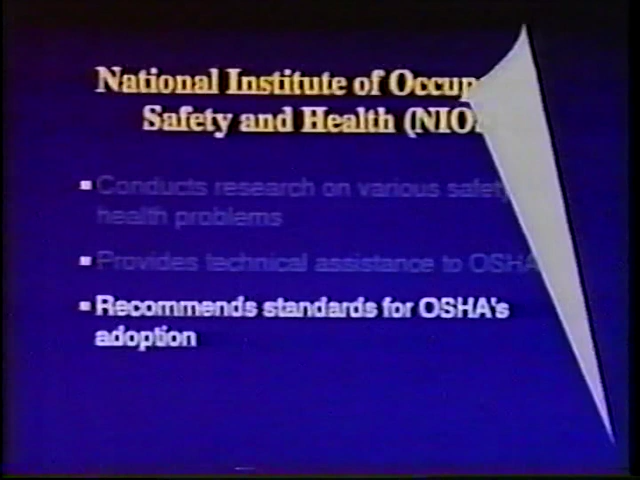 National Institute of Occup
Safety and Health (NIOS
Conducts research on various safety
health problems
Provides technical assistance to OSHA
Recommends standards for OSHA's
adoption